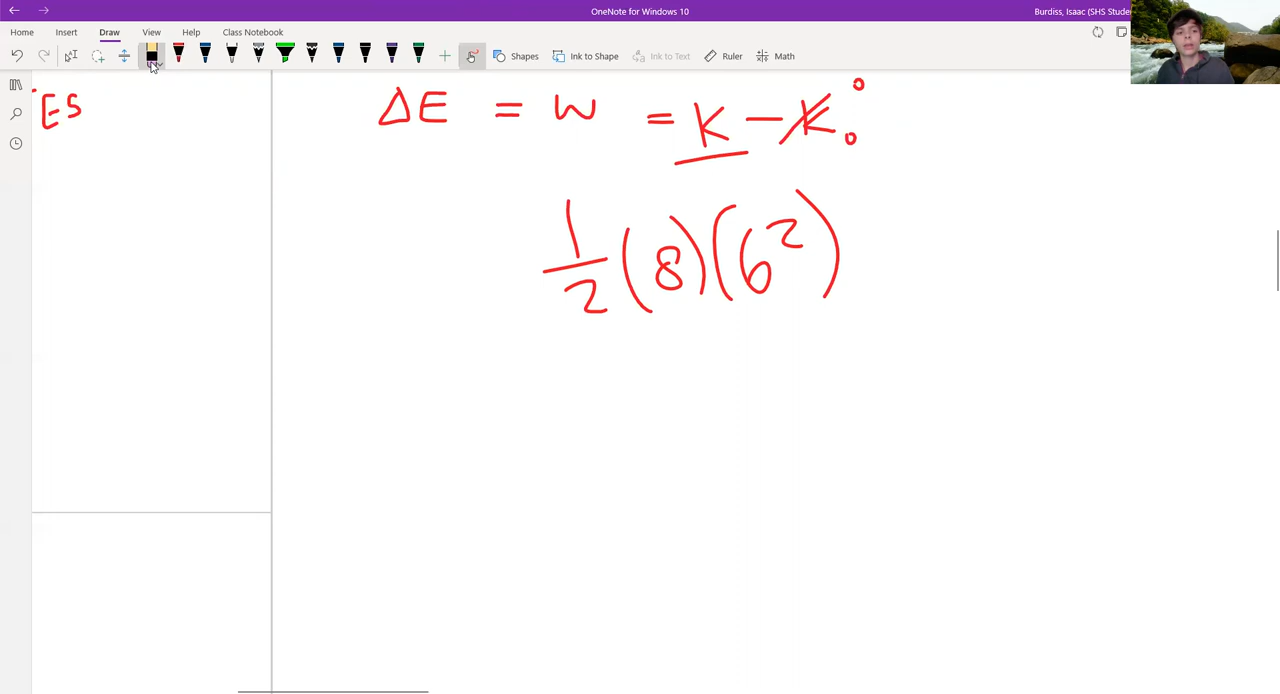 OneNote for Windows 10
Burdiss, Isaac (SHS Stude
Home Insert Draw View Help Class Notebook
Shapes Ink to Shape Ink to Text Ruler Math
ES
ΔE = W = K - K₀ 0
1/2 (8)(6²)